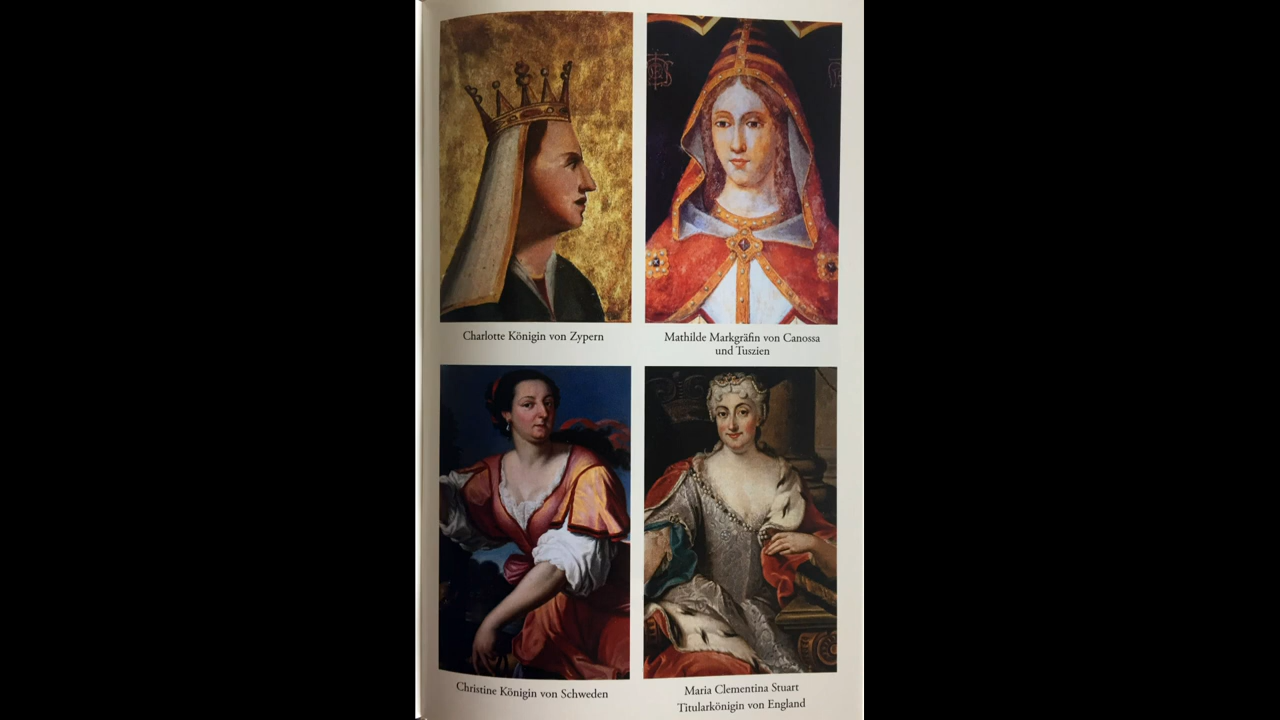 Charlotte Königin von Zypern
Mathilde Markgräfin von Canossa
und Tuszien
Christine Königin von Schweden
Maria Clementina Stuart
Titularkönigin von England